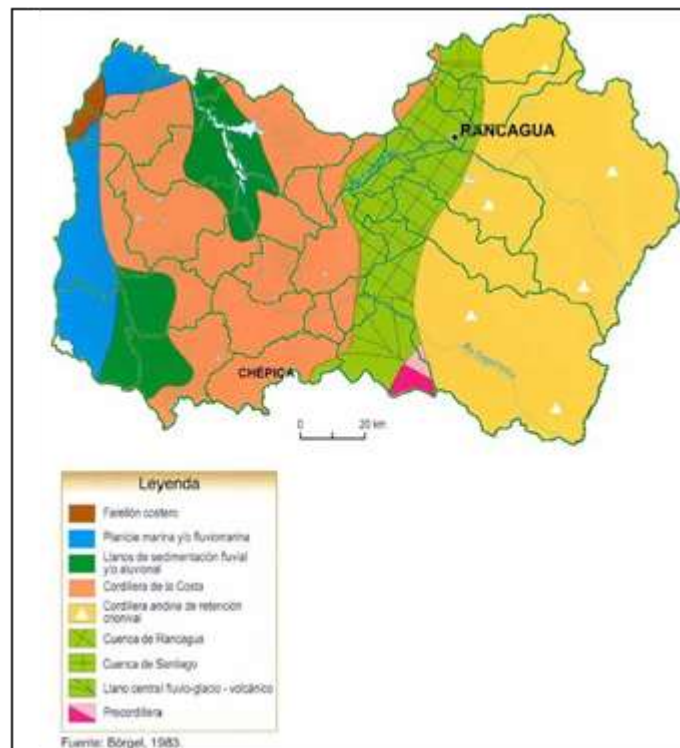 RANCAGUA
CHÉPICA
0 20 km
Leyenda
Farellón costero
Planicie marina y/o fluviomarina
Llanos de sedimentación fluvial
y/o aluvional
Cordillera de la Costa
Cordillera andina de retención
crionival
Cuenca de Rancagua
Cuenca de Santiago
Llano central fluvio-glacio - volcánico
Precordillera
Fuente: Börgel, 1983.